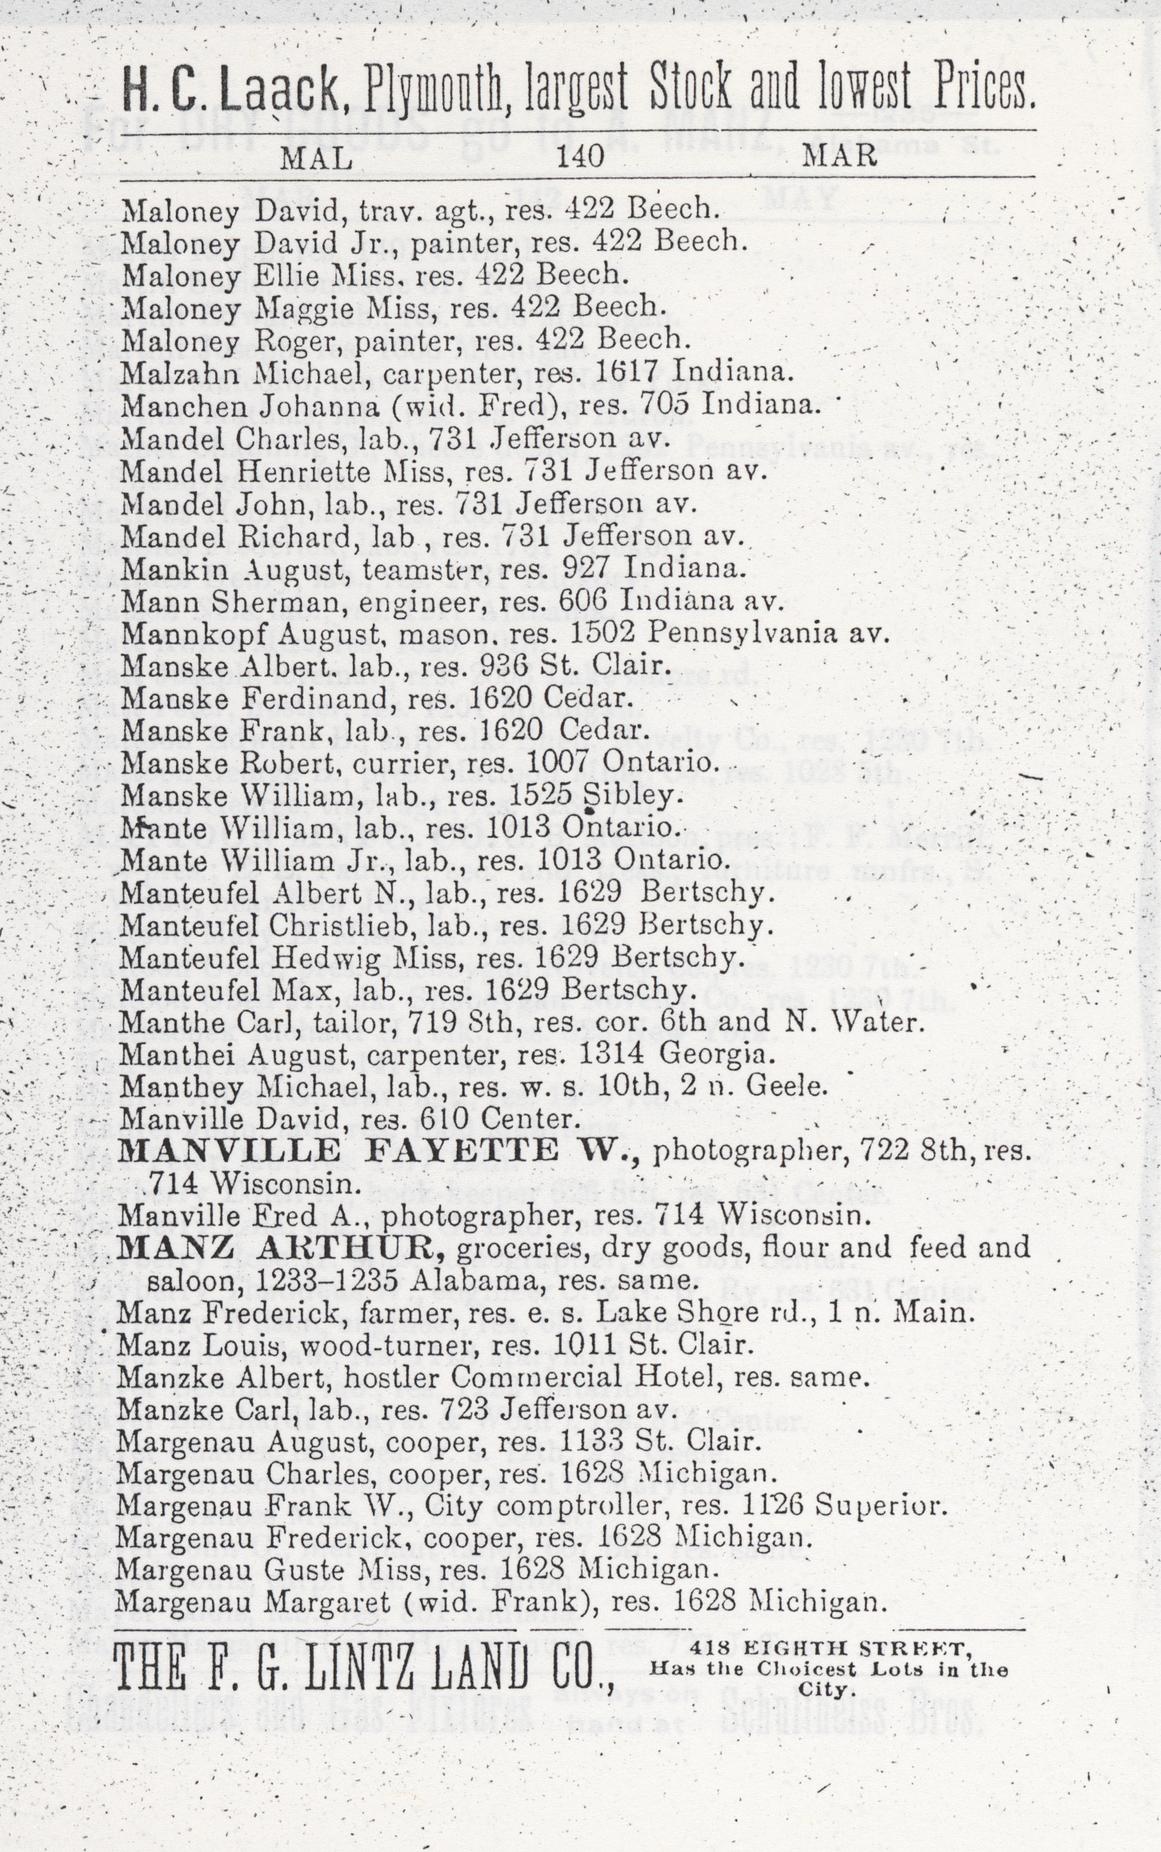 H. C. Laack, Plymouth, largest Stock and lowest Prices.
MAL 140 MAR
Maloney David, trav. agt., res. 422 Beech.
Maloney David Jr., painter, res. 422 Beech.
Maloney Ellie Miss, res. 422 Beech.
Maloney Maggie Miss, res. 422 Beech.
Maloney Roger, painter, res. 422 Beech.
Malzahn Michael, carpenter, res. 1617 Indiana.
Manchen Johanna (wid. Fred), res. 705 Indiana.
Mandel Charles, lab., 731 Jefferson av.
Mandel Henriette Miss, res. 731 Jefferson av.
Mandel John, lab., res. 731 Jefferson av.
Mandel Richard, lab , res. 731 Jefferson av.
Mankin August, teamster, res. 927 Indiana.
Mann Sherman, engineer, res. 606 Indiana av.
Mannkopf August, mason, res. 1502 Pennsylvania av.
Manske Albert, lab., res. 936 St. Clair.
Manske Ferdinand, res. 1620 Cedar.
Manske Frank, lab., res. 1620 Cedar.
Manske Robert, currier, res. 1007 Ontario.
Manske William, lab., res. 1525 Sibley.
Mante William, lab., res. 1013 Ontario.
Mante William Jr., lab., res. 1013 Ontario.
Manteufel Albert N., lab., res. 1629 Bertschy.
Manteufel Christlieb, lab., res. 1629 Bertschy.
Manteufel Hedwig Miss, res. 1629 Bertschy.
Manteufel Max, lab., res. 1629 Bertschy.
Manthe Carl, tailor, 719 8th, res. cor. 6th and N. Water.
Manthei August, carpenter, res. 1314 Georgia.
Manthey Michael, lab., res. w. s. 10th, 2 n. Geele.
Manville David, res. 610 Center.
MANVILLE FAYETTE W., photographer, 722 8th, res.
714 Wisconsin.
Manville Fred A., photographer, res. 714 Wisconsin.
MANZ ARTHUR, groceries, dry goods, flour and feed and
saloon, 1233–1235 Alabama, res. same.
Manz Frederick, farmer, res. e. s. Lake Shore rd., 1 n. Main.
Manz Louis, wood-turner, res. 1011 St. Clair.
Manzke Albert, hostler Commercial Hotel, res. same.
Manzke Carl, lab., res. 723 Jefferson av.
Margenau August, cooper, res. 1133 St. Clair.
Margenau Charles, cooper, res. 1628 Michigan.
Margenau Frank W., City comptroller, res. 1126 Superior.
Margenau Frederick, cooper, res. 1628 Michigan.
Margenau Guste Miss, res. 1628 Michigan.
Margenau Margaret (wid. Frank), res. 1628 Michigan.
THE F. G. LINTZ LAND CO., 418 EIGHTH STREET,
Has the Choicest Lots in the
City.